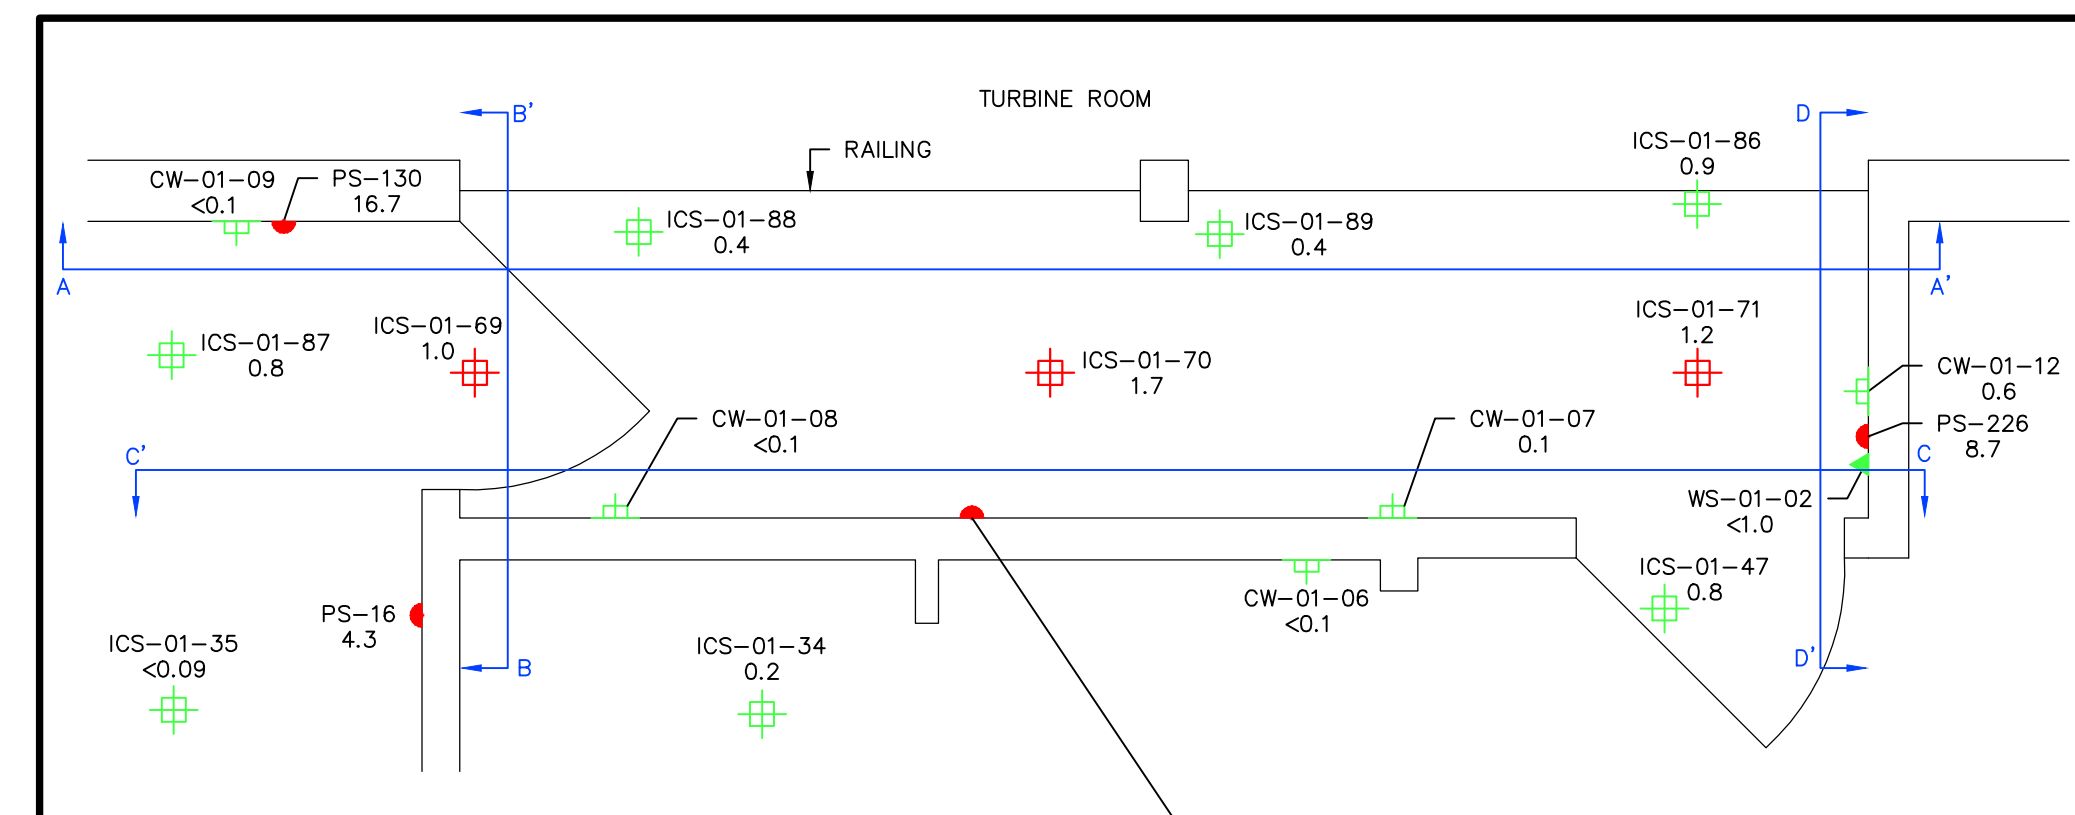 TURBINE ROOM
B'
D
RAILING
ICS-01-86
0.9
CW-01-09
<0.1
PS-130
16.7
ICS-01-88
0.4
ICS-01-89
0.4
A
A'
ICS-01-87
0.8
ICS-01-69
1.0
ICS-01-70
1.7
ICS-01-71
1.2
CW-01-12
0.6
CW-01-08
<0.1
CW-01-07
0.1
PS-226
8.7
C'
C
WS-01-02
<1.0
ICS-01-47
0.8
CW-01-06
<0.1
PS-16
4.3
ICS-01-35
<0.09
ICS-01-34
0.2
B
D'